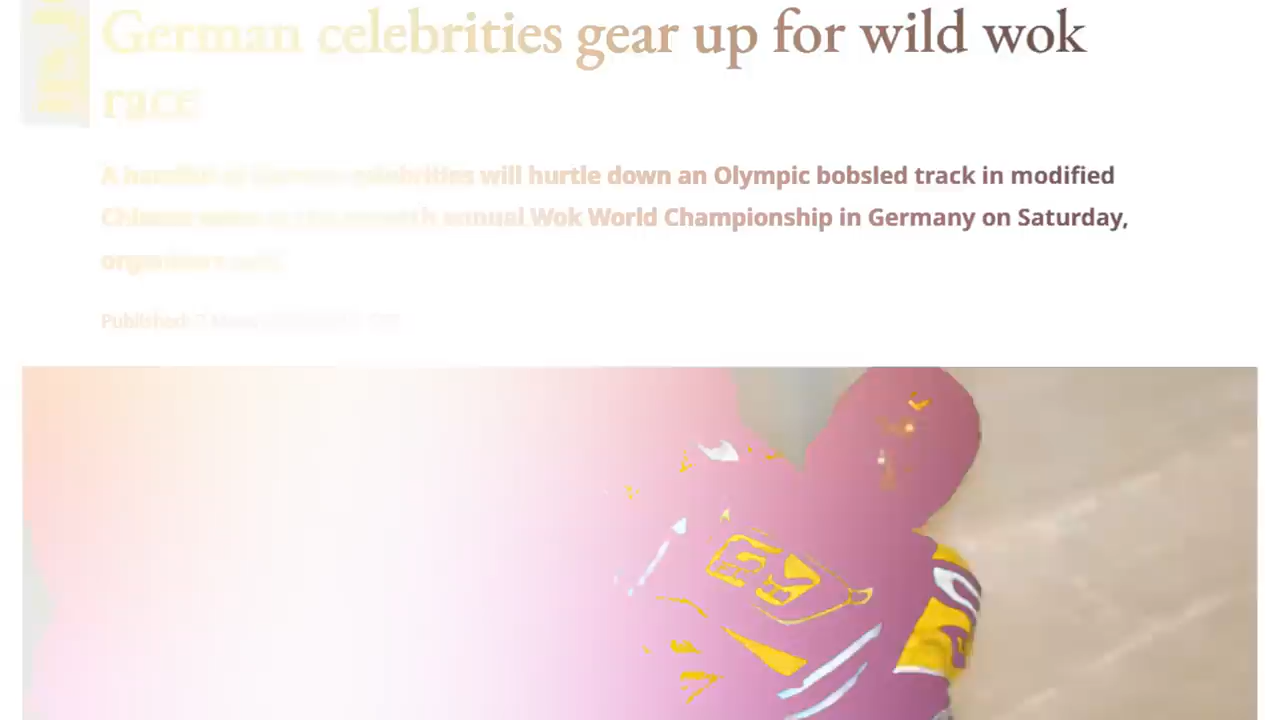 German celebrities gear up for wild wok
race
A handful of German celebrities will hurtle down an Olympic bobsled track in modified
Chinese woks at the seventh annual Wok World Championship in Germany on Saturday,
organisers said.
Published: